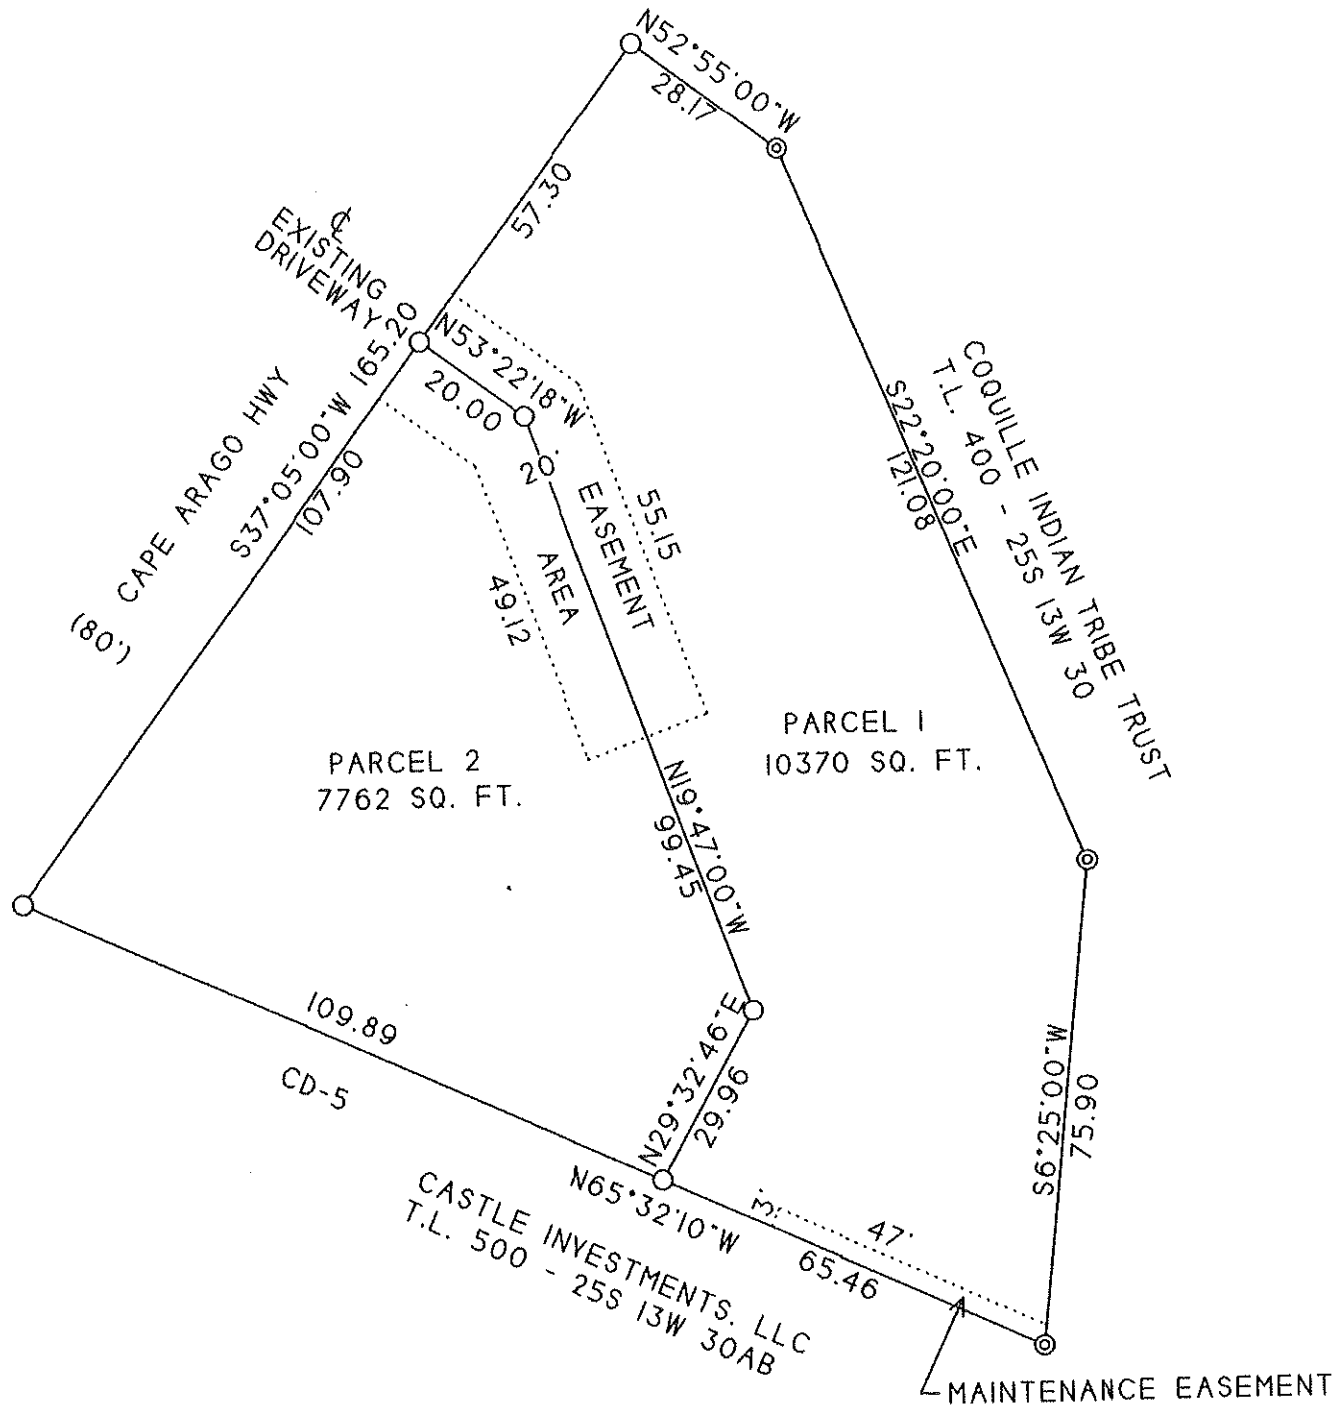 N52°55'00"W
28.17
57.30
℄
EXISTING
DRIVEWAY
N53°22'18"W
20.00
S37°05'00"W 165.20
107.90
CAPE ARAGO HWY
(80')
20'
EASEMENT
AREA
55.15
49.12
S22°20'00"E
121.08
COQUILLE INDIAN TRIBE TRUST
T.L. 400 - 25S 13W 30
PARCEL 1
10370 SQ. FT.
PARCEL 2
7762 SQ. FT.
N19°47'00"W
99.45
109.89
CD-5
N29°32'46"E
29.96
S6°25'00"W
75.90
N65°32'10"W
3'
47'
65.46
CASTLE INVESTMENTS, LLC
T.L. 500 - 25S 13W 30AB
MAINTENANCE EASEMENT